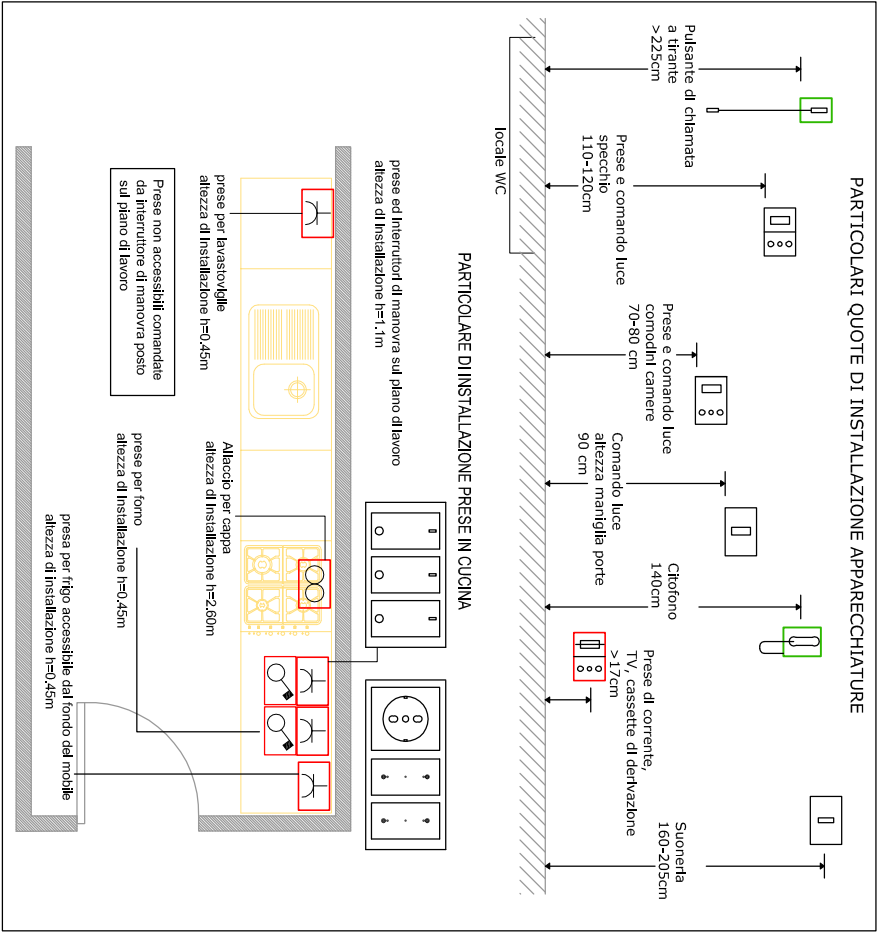 PARTICOLARI QUOTE DI INSTALLAZIONE APPARECCHIATURE
Pulsante di chiamata
a tirante
>225cm
Prese e comando luce
specchio
110-120cm
Prese e comando luce
comodini camere
70-80 cm
Comando luce
altezza maniglia porte
90 cm
Citofono
140cm
Prese di corrente,
TV, cassette di derivazione
>17cm
Suoneria
160-205cm
locale WC
PARTICOLARE DI INSTALLAZIONE PRESE IN CUCINA
prese ed interruttori di manovra sul piano di lavoro
altezza di installazione h=1.1m
prese per lavastoviglie
altezza di installazione h=0.45m
Allaccio per cappa
altezza di installazione h=2.60m
Prese non accessibili comandate
da interruttore di manovra posto
sul piano di lavoro
prese per forno
altezza di installazione h=0.45m
presa per frigo accessibile dal fondo del mobile
altezza di installazione h=0.45m